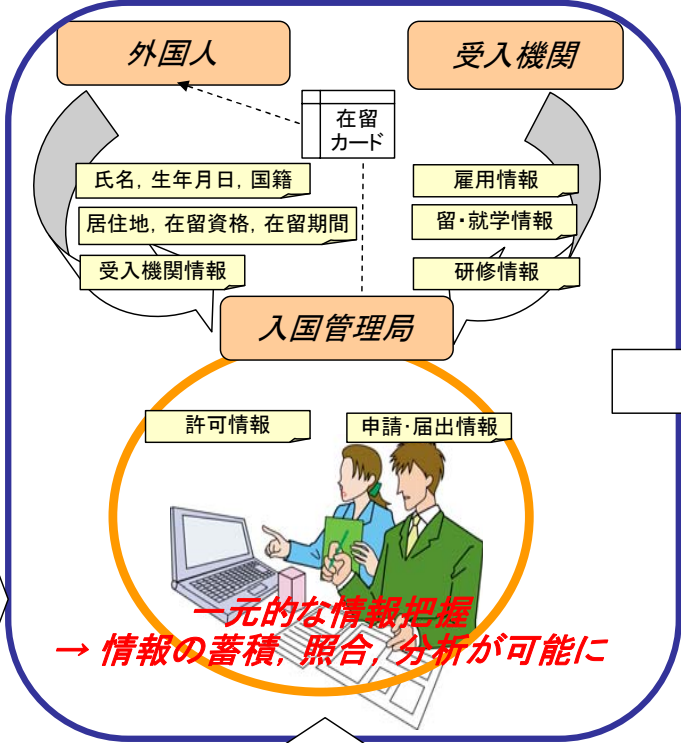 外国人
受入機関
在留
カード
氏名，生年月日，国籍
雇用情報
居住地，在留資格，在留期間
留・就学情報
受入機関情報
研修情報
入国管理局
許可情報
申請・届出情報
一元的な情報把握
→ 情報の蓄積，照合，分析が可能に